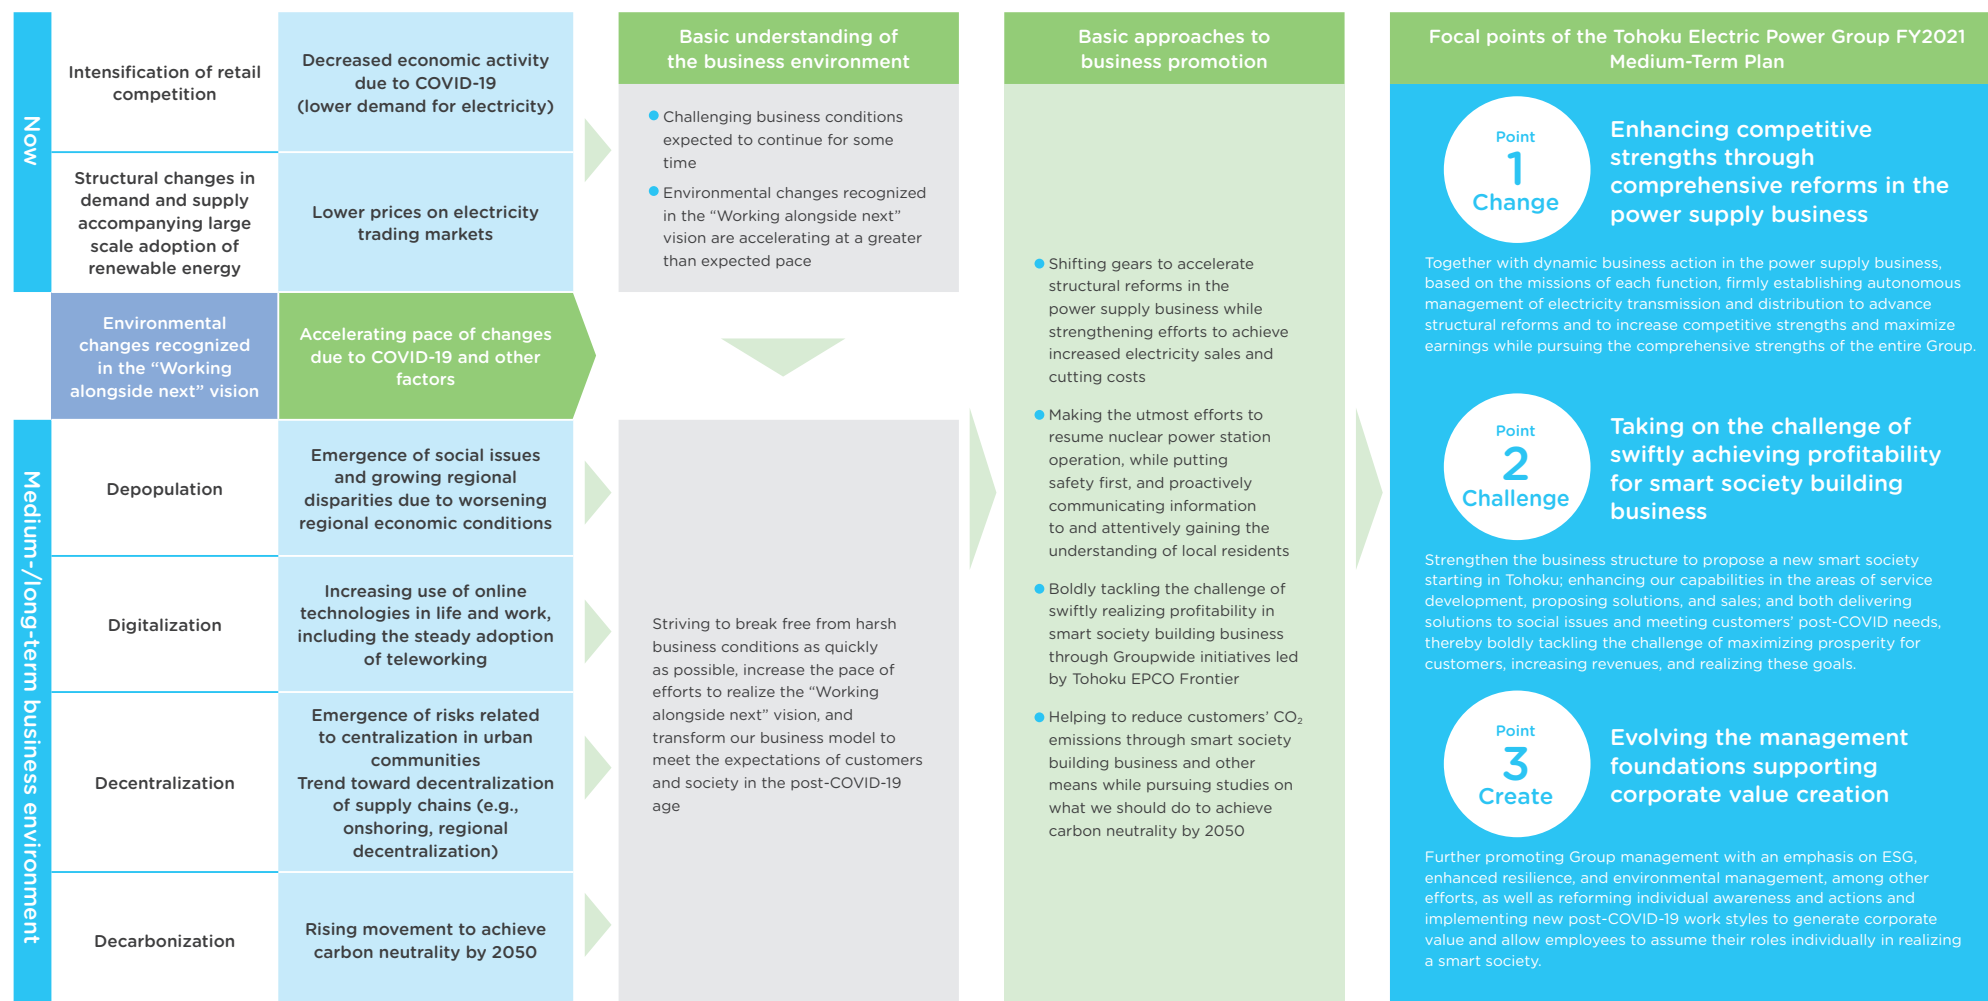 Now
Intensification of retail
competition
Decreased economic activity
due to COVID-19
(lower demand for electricity)
Structural changes in
demand and supply
accompanying large
scale adoption of
renewable energy
Lower prices on electricity
trading markets
Environmental
changes recognized
in the “Working
alongside next” vision
Accelerating pace of changes
due to COVID-19 and other
factors
Medium-/long-term business environment
Depopulation
Emergence of social issues
and growing regional
disparities due to worsening
regional economic conditions
Digitalization
Increasing use of online
technologies in life and work,
including the steady adoption
of teleworking
Decentralization
Emergence of risks related
to centralization in urban
communities
Trend toward decentralization
of supply chains (e.g.,
onshoring, regional
decentralization)
Decarbonization
Rising movement to achieve
carbon neutrality by 2050
Basic understanding of
the business environment
● Challenging business conditions
expected to continue for some
time
● Environmental changes recognized
in the “Working alongside next”
vision are accelerating at a greater
than expected pace
Striving to break free from harsh
business conditions as quickly
as possible, increase the pace of
efforts to realize the “Working
alongside next” vision, and
transform our business model to
meet the expectations of customers
and society in the post-COVID-19
age
Basic approaches to
business promotion
● Shifting gears to accelerate
structural reforms in the
power supply business while
strengthening efforts to achieve
increased electricity sales and
cutting costs
● Making the utmost efforts to
resume nuclear power station
operation, while putting
safety first, and proactively
communicating information
to and attentively gaining the
understanding of local residents
● Boldly tackling the challenge of
swiftly realizing profitability in
smart society building business
through Groupwide initiatives led
by Tohoku EPCO Frontier
● Helping to reduce customers’ CO₂
emissions through smart society
building business and other
means while pursuing studies on
what we should do to achieve
carbon neutrality by 2050
Focal points of the Tohoku Electric Power Group FY2021
Medium-Term Plan
Point
1
Change
Enhancing competitive
strengths through
comprehensive reforms in the
power supply business
Together with dynamic business action in the power supply business,
based on the missions of each function, firmly establishing autonomous
management of electricity transmission and distribution to advance
structural reforms and to increase competitive strengths and maximize
earnings while pursuing the comprehensive strengths of the entire Group.
Point
2
Challenge
Taking on the challenge of
swiftly achieving profitability
for smart society building
business
Strengthen the business structure to propose a new smart society
starting in Tohoku; enhancing our capabilities in the areas of service
development, proposing solutions, and sales; and both delivering
solutions to social issues and meeting customers’ post-COVID needs,
thereby boldly tackling the challenge of maximizing prosperity for
customers, increasing revenues, and realizing these goals.
Point
3
Create
Evolving the management
foundations supporting
corporate value creation
Further promoting Group management with an emphasis on ESG,
enhanced resilience, and environmental management, among other
efforts, as well as reforming individual awareness and actions and
implementing new post-COVID-19 work styles to generate corporate
value and allow employees to assume their roles individually in realizing
a smart society.